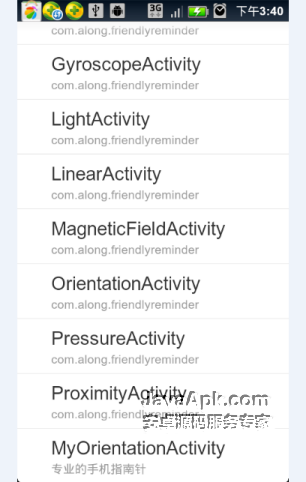 3G
下午3:40
com.along.friendlyreminder
GyroscopeActivity
com.along.friendlyreminder
LightActivity
com.along.friendlyreminder
LinearActivity
com.along.friendlyreminder
MagneticFieldActivity
com.along.friendlyreminder
OrientationActivity
com.along.friendlyreminder
PressureActivity
com.along.friendlyreminder
ProximityActivity
JavaApk.com
com.along.friendlyreminder
安卓源码服务专家
MyOrientationActivity
专业的手机指南针